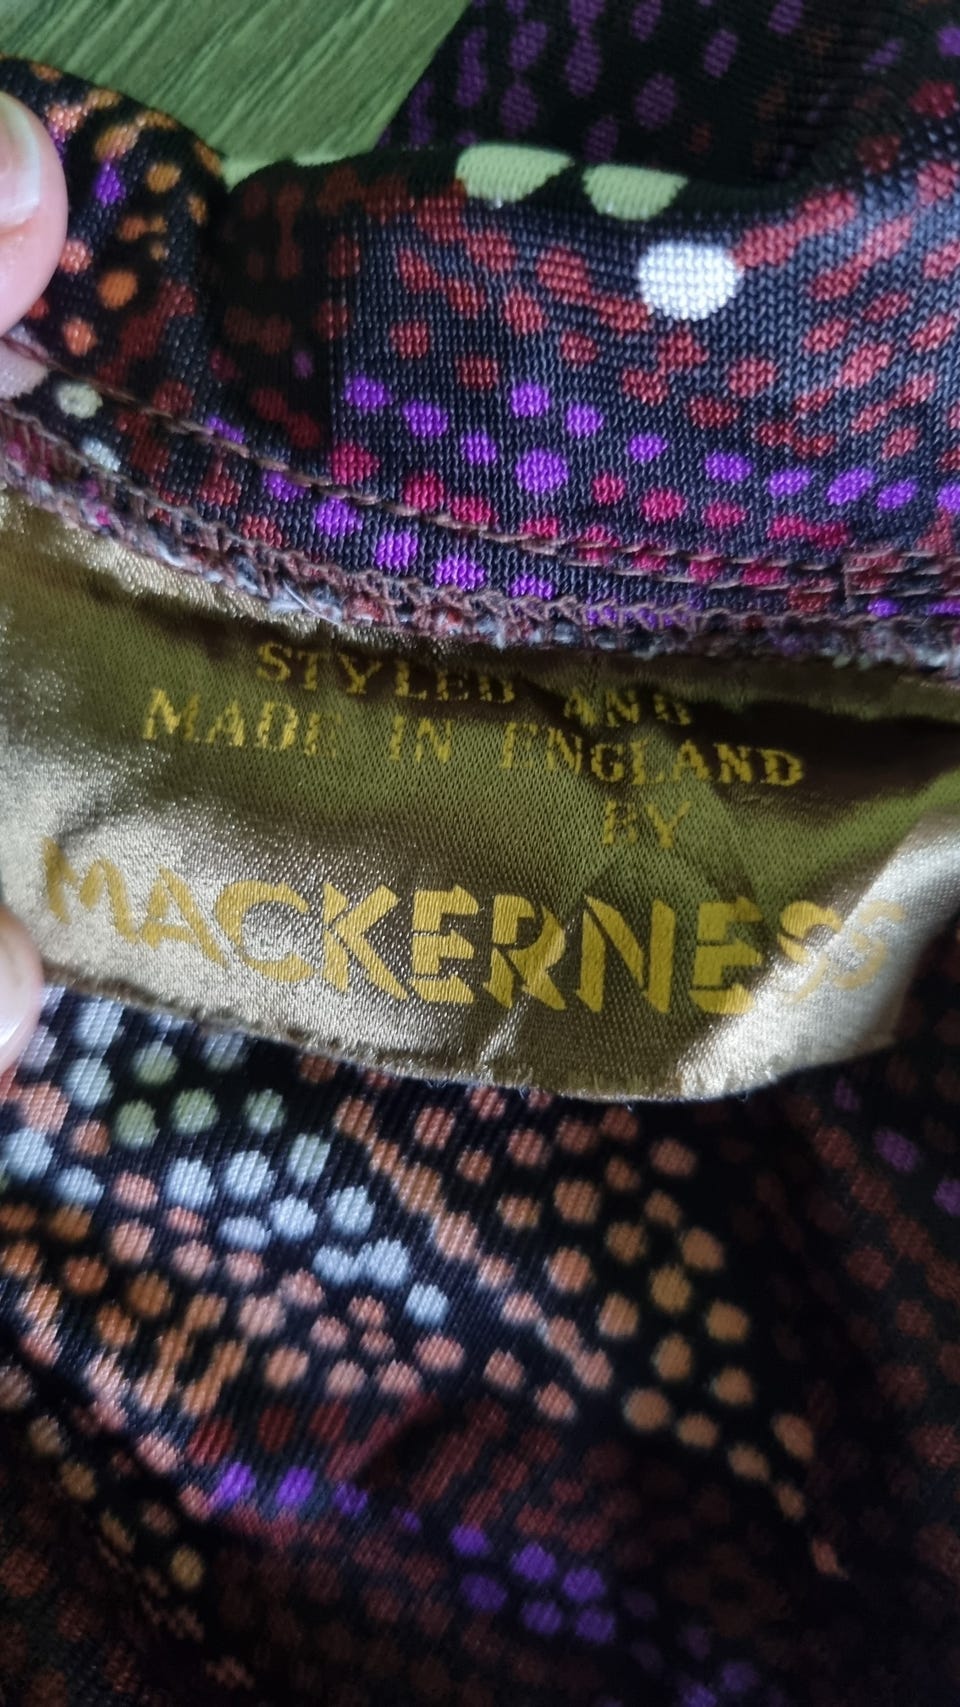 STYLED AND
MADE IN ENGLAND
BY
MACKERNESS